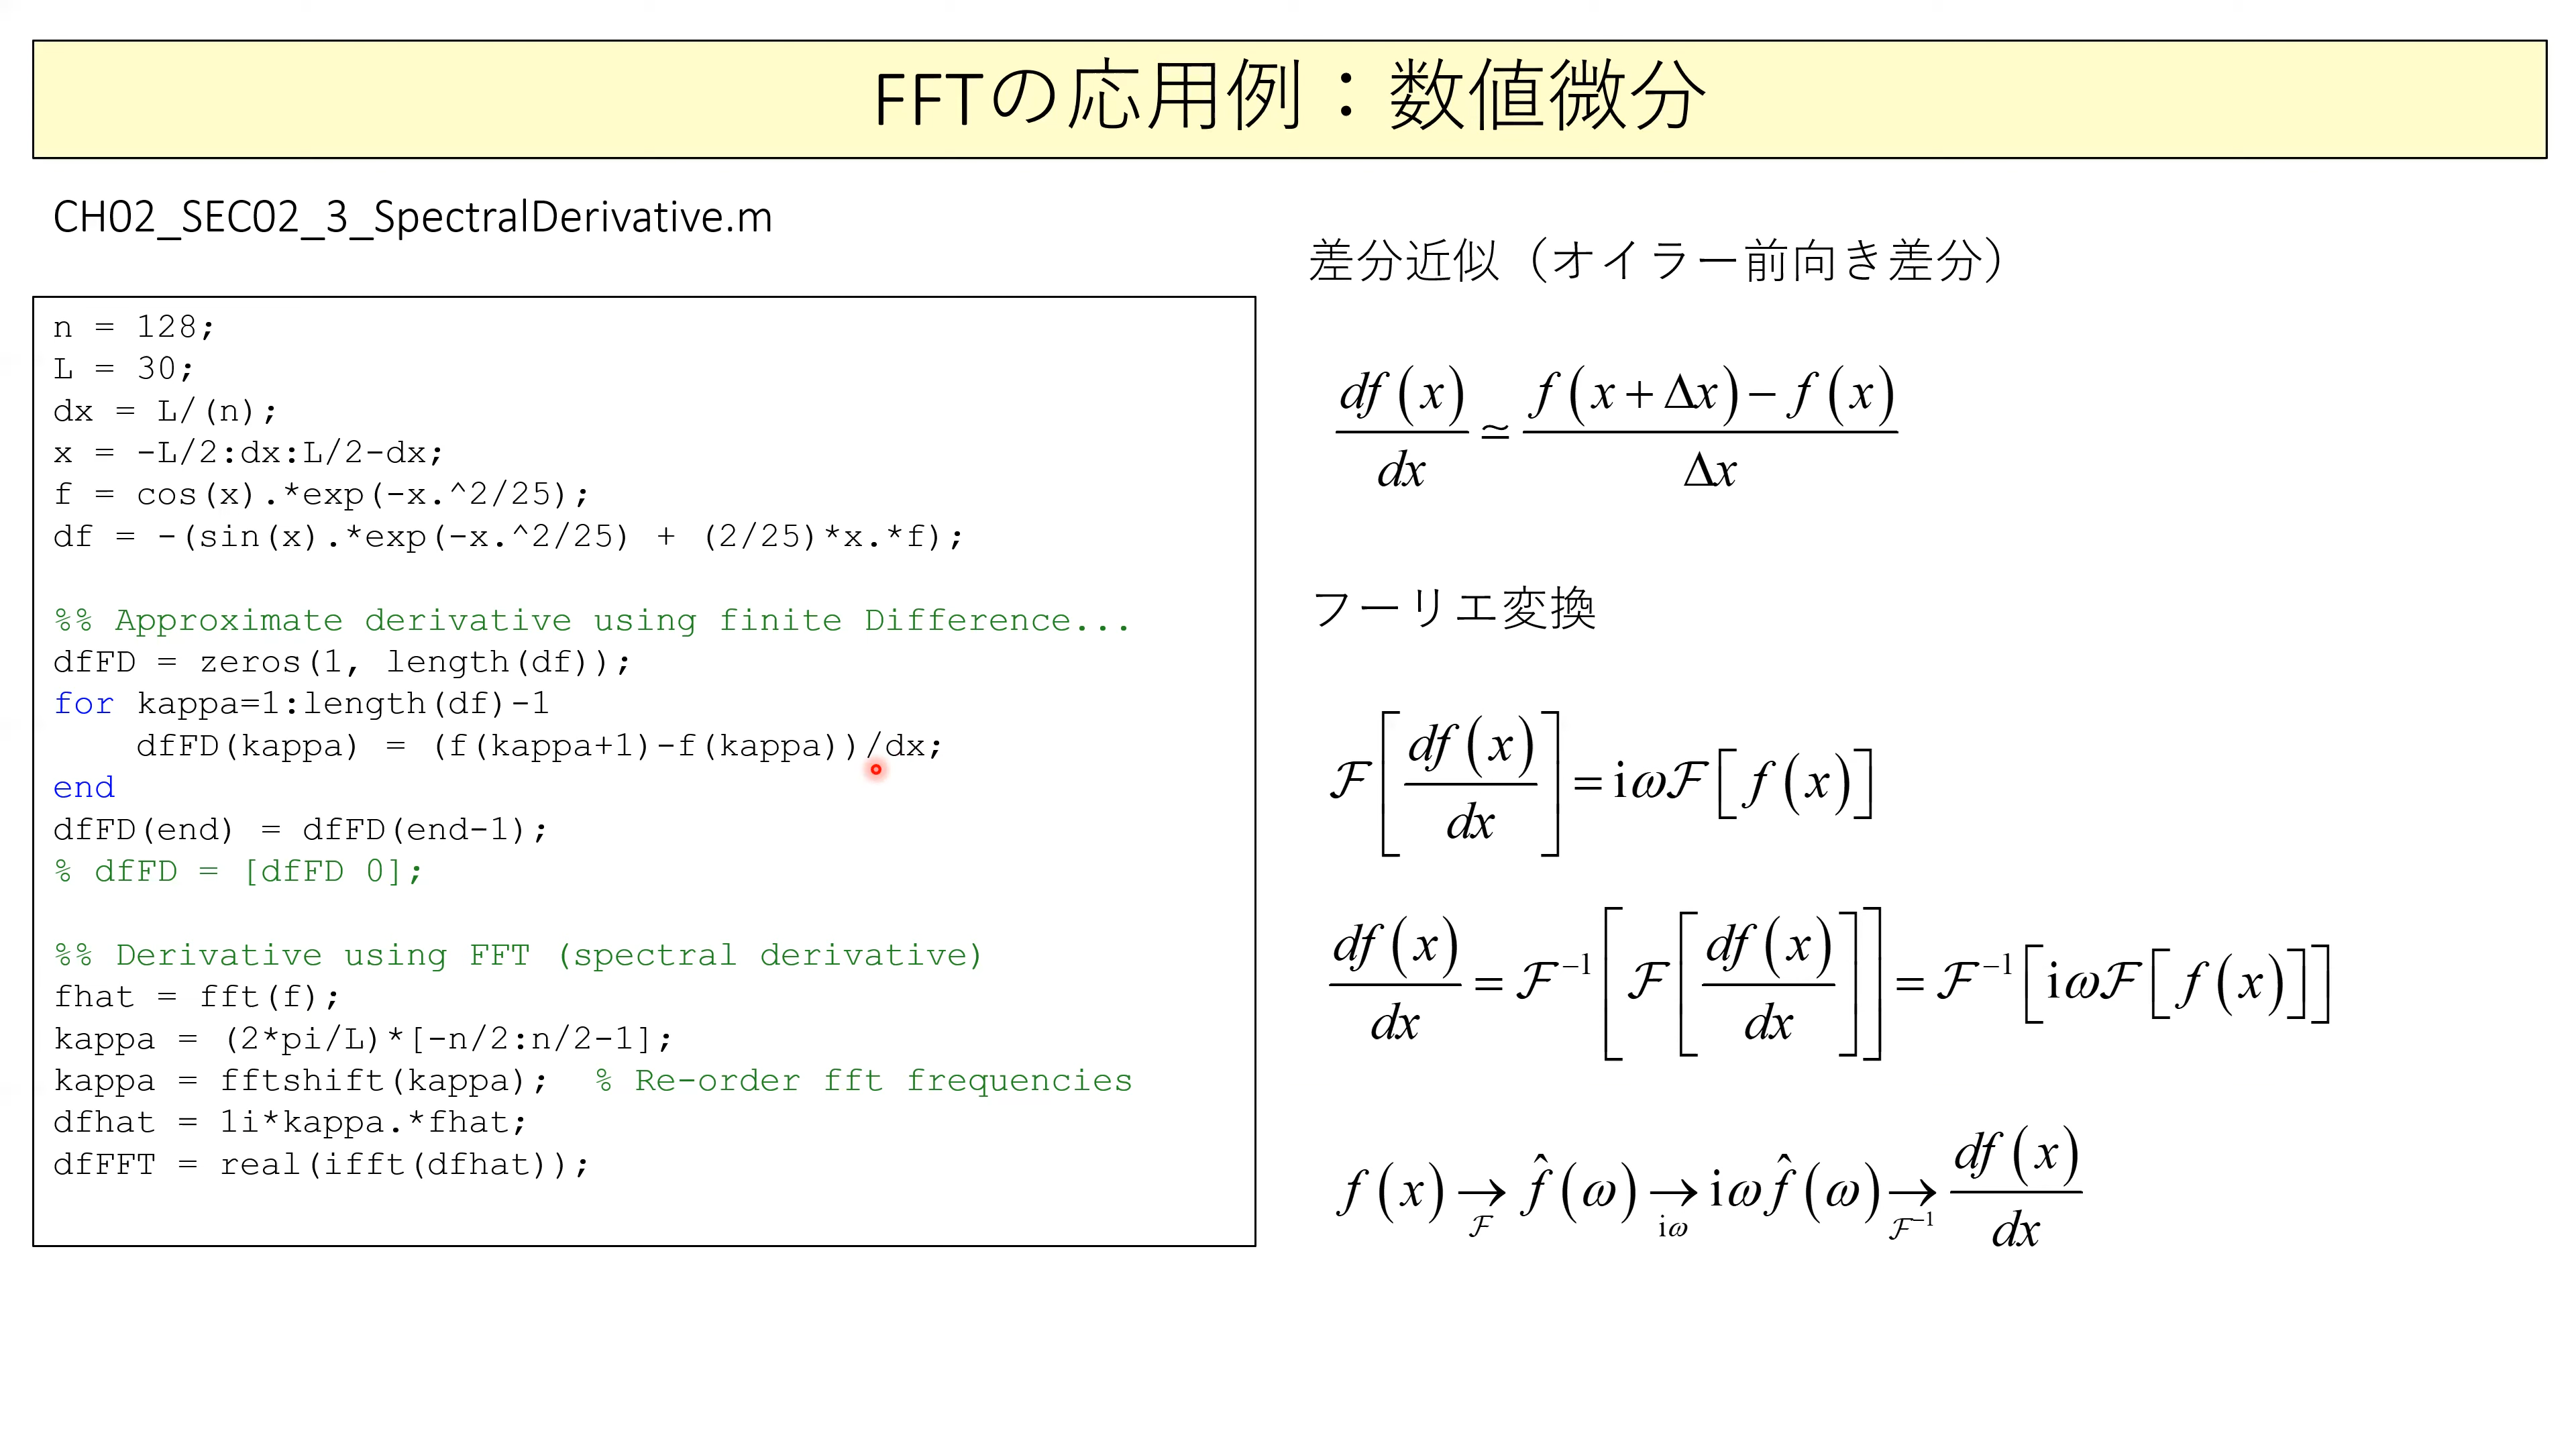 FFTの応用例：数値微分
CH02_SEC02_3_SpectralDerivative.m
n = 128;
L = 30;
dx = L/(n);
x = -L/2:dx:L/2-dx;
f = cos(x).*exp(-x.^2/25);
df = -(sin(x).*exp(-x.^2/25) + (2/25)*x.*f);
%% Approximate derivative using finite Difference...
dfFD = zeros(1, length(df));
for kappa=1:length(df)-1
    dfFD(kappa) = (f(kappa+1)-f(kappa))/dx;
end
dfFD(end) = dfFD(end-1);
% dfFD = [dfFD 0];
%% Derivative using FFT (spectral derivative)
fhat = fft(f);
kappa = (2*pi/L)*[-n/2:n/2-1];
kappa = fftshift(kappa);  % Re-order fft frequencies
dfhat = 1i*kappa.*fhat;
dfFFT = real(ifft(dfhat));
差分近似（オイラー前向き差分）
df(x)/dx ≃ (f(x+Δx)−f(x))/Δx
フーリエ変換
ℱ[df(x)/dx] = iωℱ[f(x)]
df(x)/dx = ℱ⁻¹[ℱ[df(x)/dx]] = ℱ⁻¹[iωℱ[f(x)]]
f(x) →ℱ f̂(ω) →iω iωf̂(ω) →ℱ⁻¹ df(x)/dx